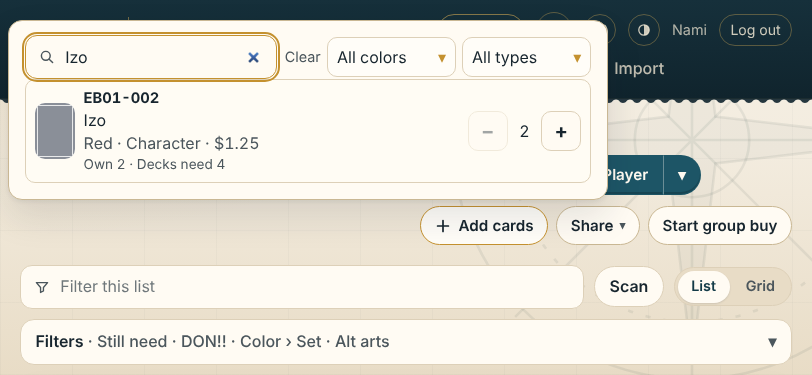 Izo
Clear
All colors
All types
Nami
Log out
Import
EB01-002
Izo
Red · Character · $1.25
Own 2 · Decks need 4
− 2 +
Player
+ Add cards
Share
Start group buy
Filter this list
Scan
List
Grid
Filters · Still need · DON!! · Color › Set · Alt arts